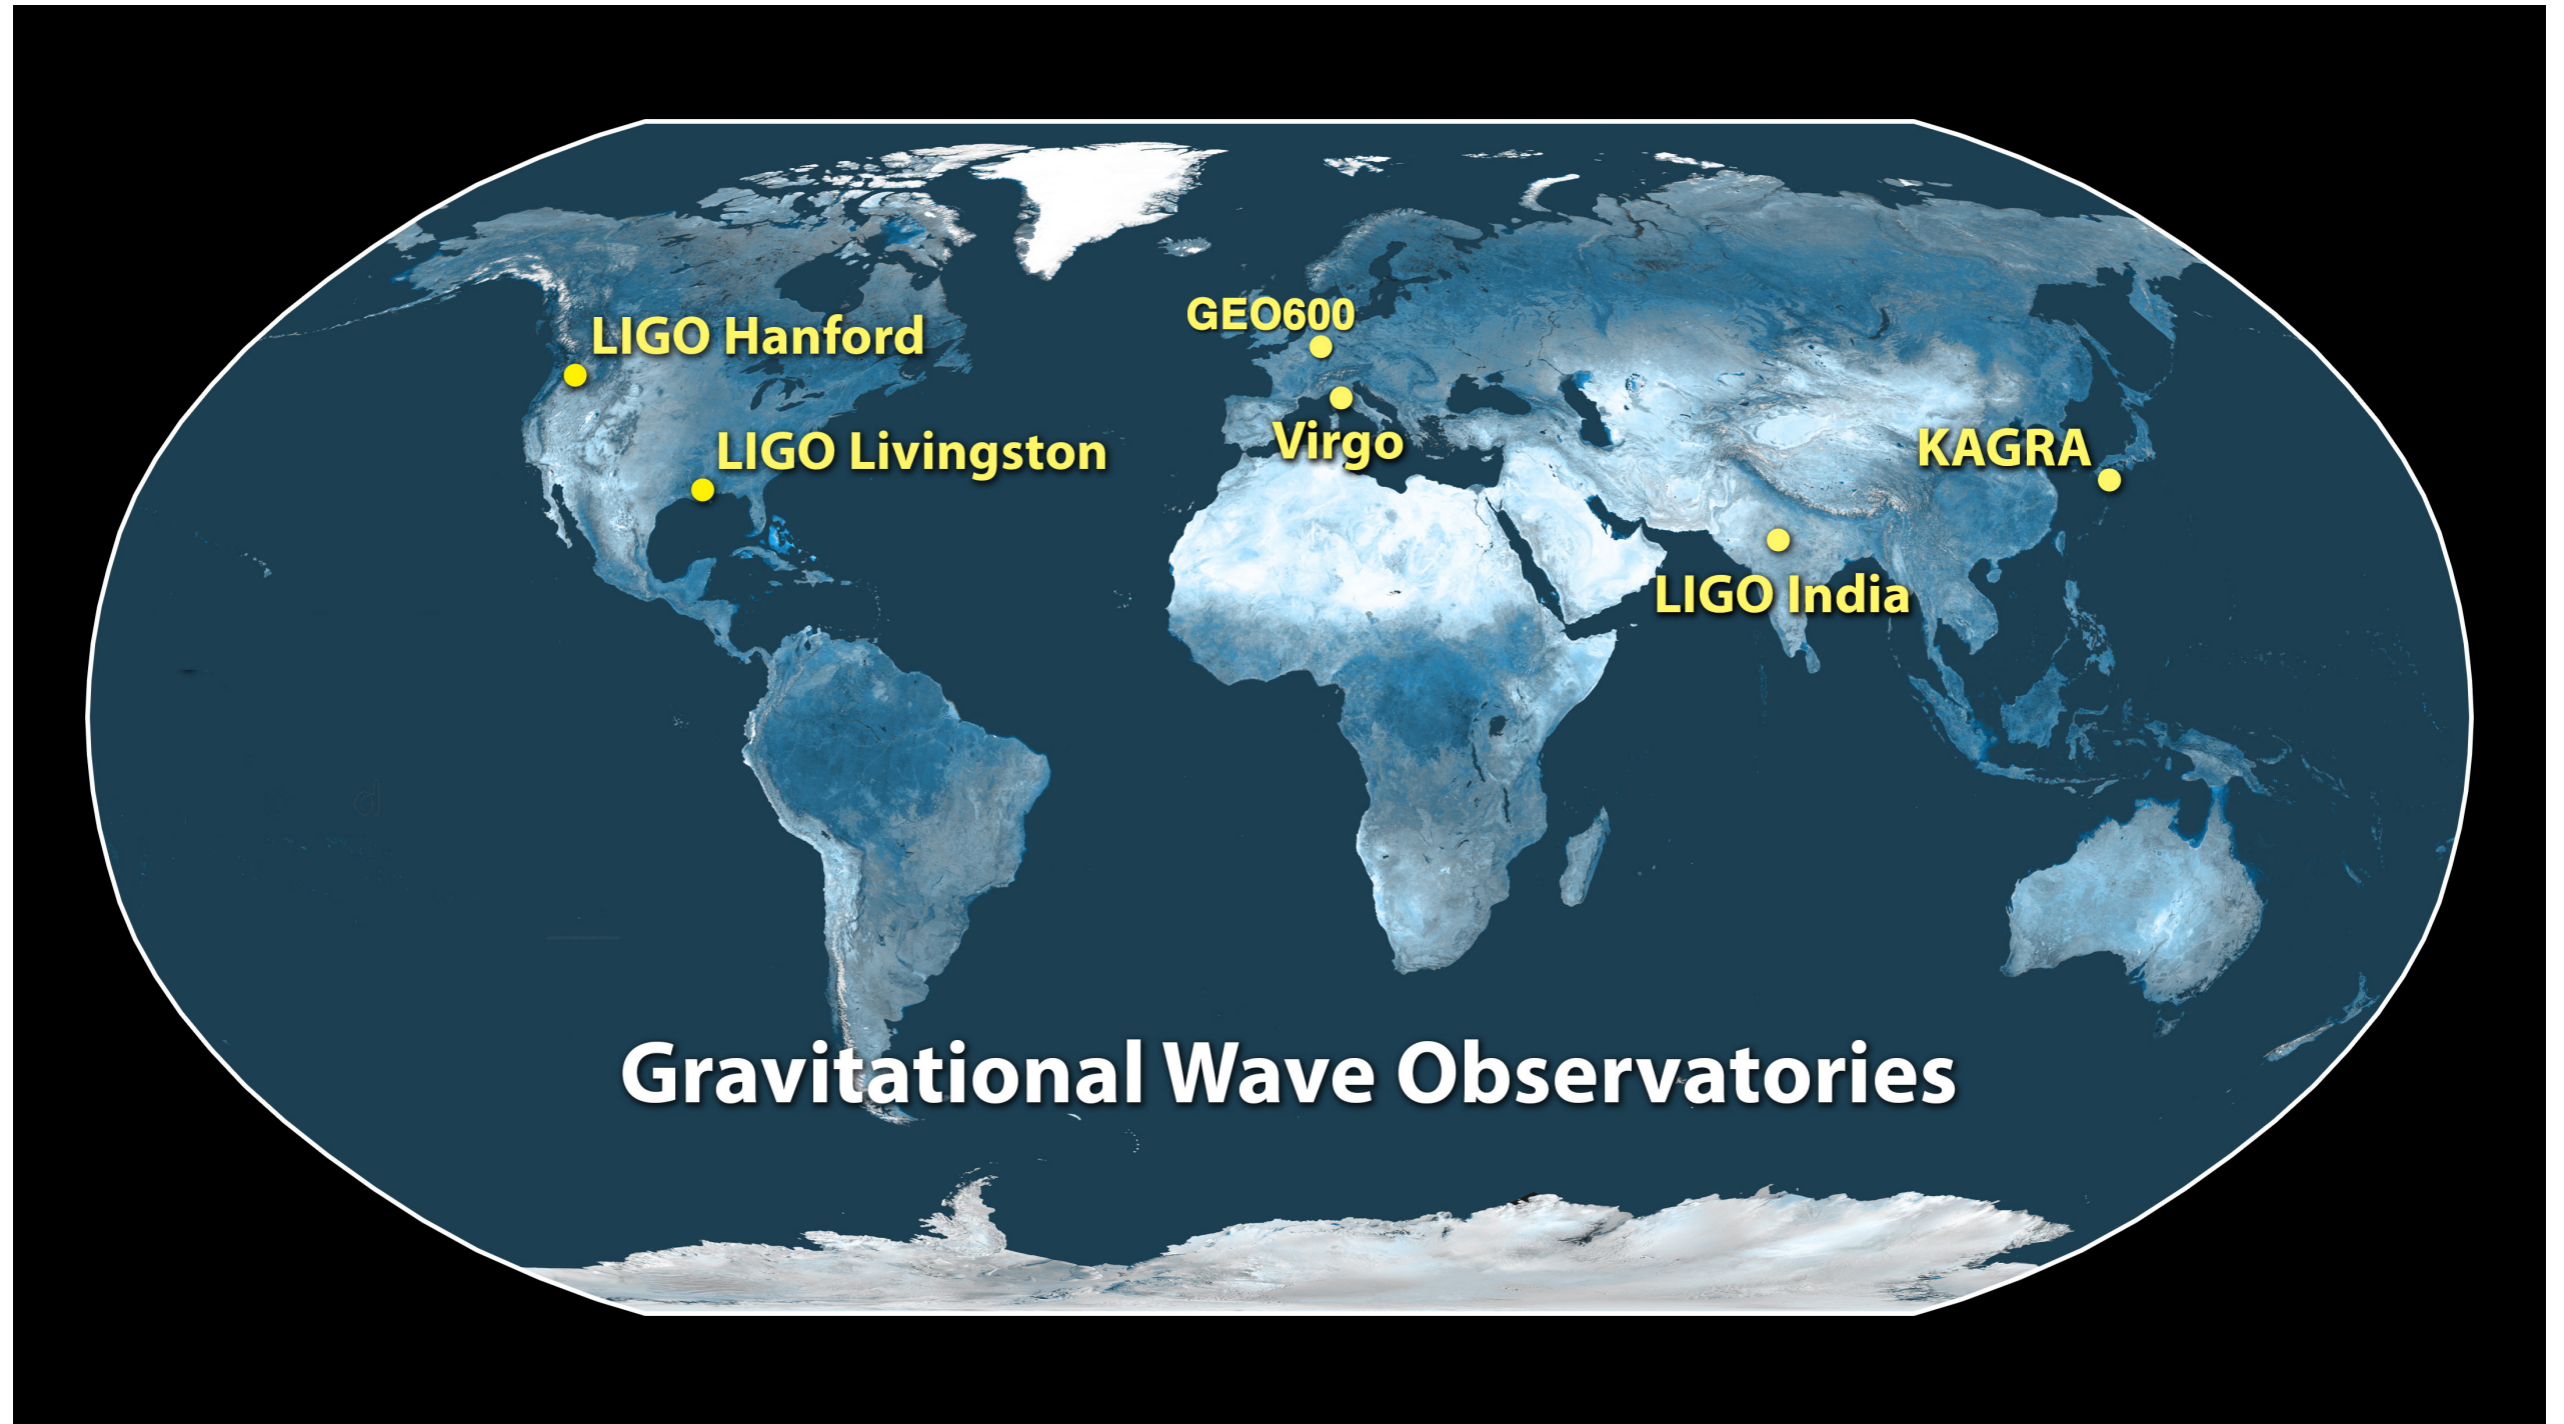 GEO600
LIGO Hanford
Virgo
KAGRA
LIGO Livingston
LIGO India
Gravitational Wave Observatories